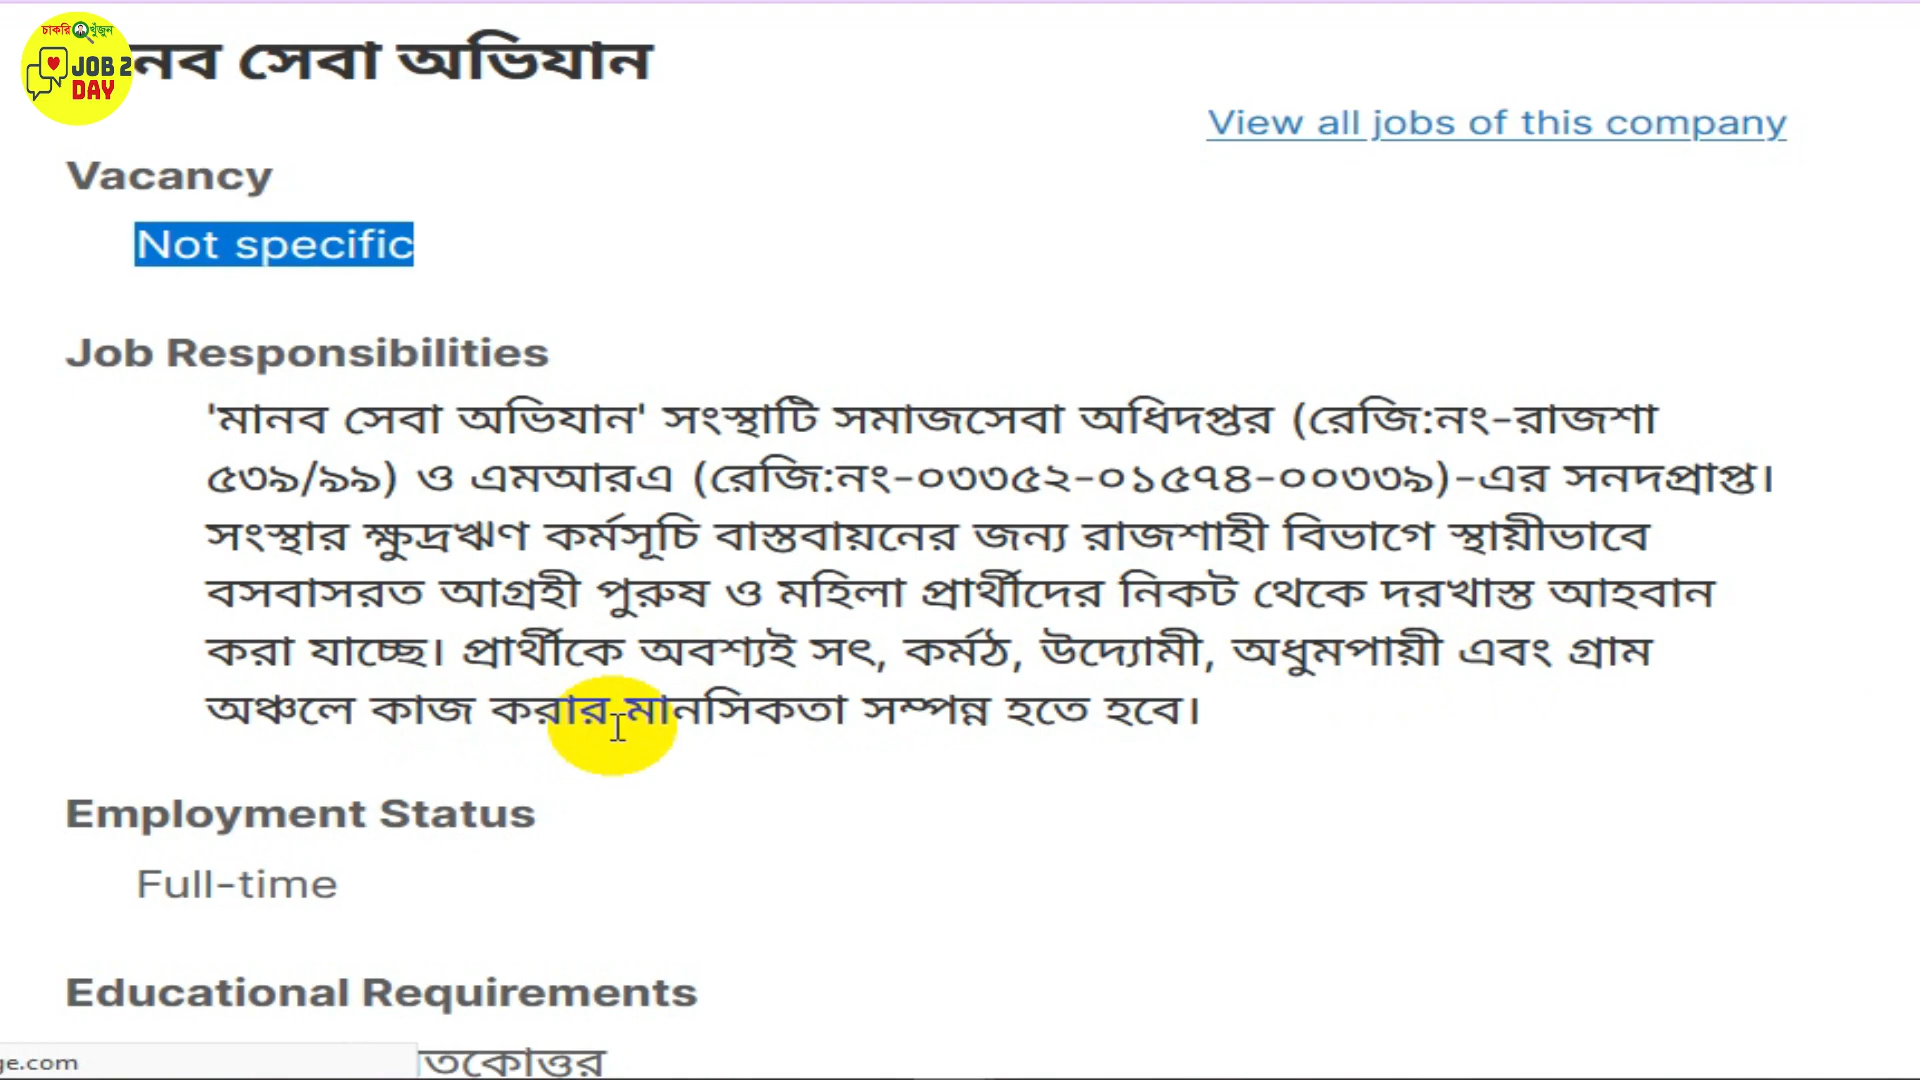 চাকরি খুঁজুন
JOB 2
DAY
নব সেবা অভিযান
View all jobs of this company
Vacancy
Not specific
Job Responsibilities
'মানব সেবা অভিযান' সংস্থাটি সমাজসেবা অধিদপ্তর (রেজি:নং-রাজশা
৫৩৯/৯৯) ও এমআরএ (রেজি:নং-০৩৩৫২-০১৫৭৪-০০৩৩৯)-এর সনদপ্রাপ্ত।
সংস্থার ক্ষুদ্রঋণ কর্মসূচি বাস্তবায়নের জন্য রাজশাহী বিভাগে স্থায়ীভাবে
বসবাসরত আগ্রহী পুরুষ ও মহিলা প্রার্থীদের নিকট থেকে দরখাস্ত আহবান
করা যাচ্ছে। প্রার্থীকে অবশ্যই সৎ, কর্মঠ, উদ্যোমী, অধুমপায়ী এবং গ্রাম
অঞ্চলে কাজ করার মানসিকতা সম্পন্ন হতে হবে।
Employment Status
Full-time
Educational Requirements
তকোত্তর
ge.com